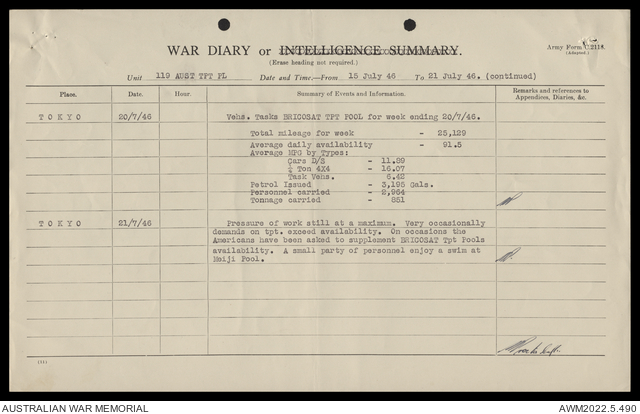 WAR DIARY or INTELLIGENCE SUMMARY.
(Erase heading not required.)
Army Form C.2118.
(Adapted.)
Unit 119 AUST TPT PL Date and Time.—From 15 July 46 To 21 July 46. (continued)
Place. Date. Hour. Summary of Events and Information. Remarks and references to Appendices, Diaries, &c.
TOKYO 20/7/46 Vehs. Tasks BRICOSAT TPT POOL for week ending 20/7/46.
Total mileage for week - 25,129
Average daily availability - 91.5
Average MPG by Types:
Cars D/S - 11.89
¼ Ton 4X4 - 16.07
Task Vens. 6.42
Petrol Issued - 3,195 Gals.
Personnel carried - 2,964
Tonnage carried - 851
TOKYO 21/7/46 Pressure of work still at a maximum. Very occasionally
demands on tpt. exceed availability. On occasions the
Americans have been asked to supplement BRICOSAT Tpt Pools
availability. A small party of personnel enjoy a swim at
Meiji Pool.
AUSTRALIAN WAR MEMORIAL
AWM2022.5.490